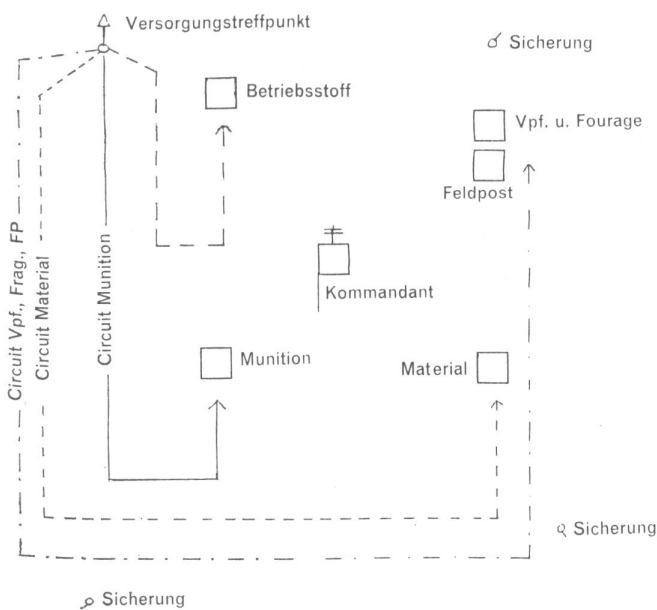 Versorgungstreffpunkt
Sicherung
Betriebsstoff
Vpf. u. Fourage
Feldpost
Circuit Vpf., Frag., FP
Circuit Material
Circuit Munition
Kommandant
Munition
Material
Sicherung
Sicherung